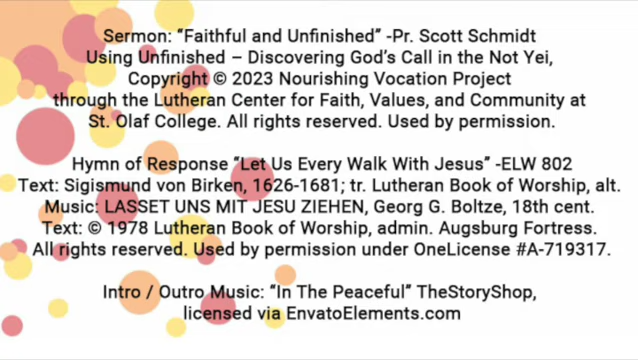 Sermon: “Faithful and Unfinished” -Pr. Scott Schmidt
Using Unfinished – Discovering God’s Call in the Not Yei,
Copyright © 2023 Nourishing Vocation Project
through the Lutheran Center for Faith, Values, and Community at
St. Olaf College. All rights reserved. Used by permission.
Hymn of Response “Let Us Every Walk With Jesus” -ELW 802
Text: Sigismund von Birken, 1626-1681; tr. Lutheran Book of Worship, alt.
Music: LASSET UNS MIT JESU ZIEHEN, Georg G. Boltze, 18th cent.
Text: © 1978 Lutheran Book of Worship, admin. Augsburg Fortress.
All rights reserved. Used by permission under OneLicense #A-719317.
Intro / Outro Music: “In The Peaceful” TheStoryShop,
licensed via EnvatoElements.com